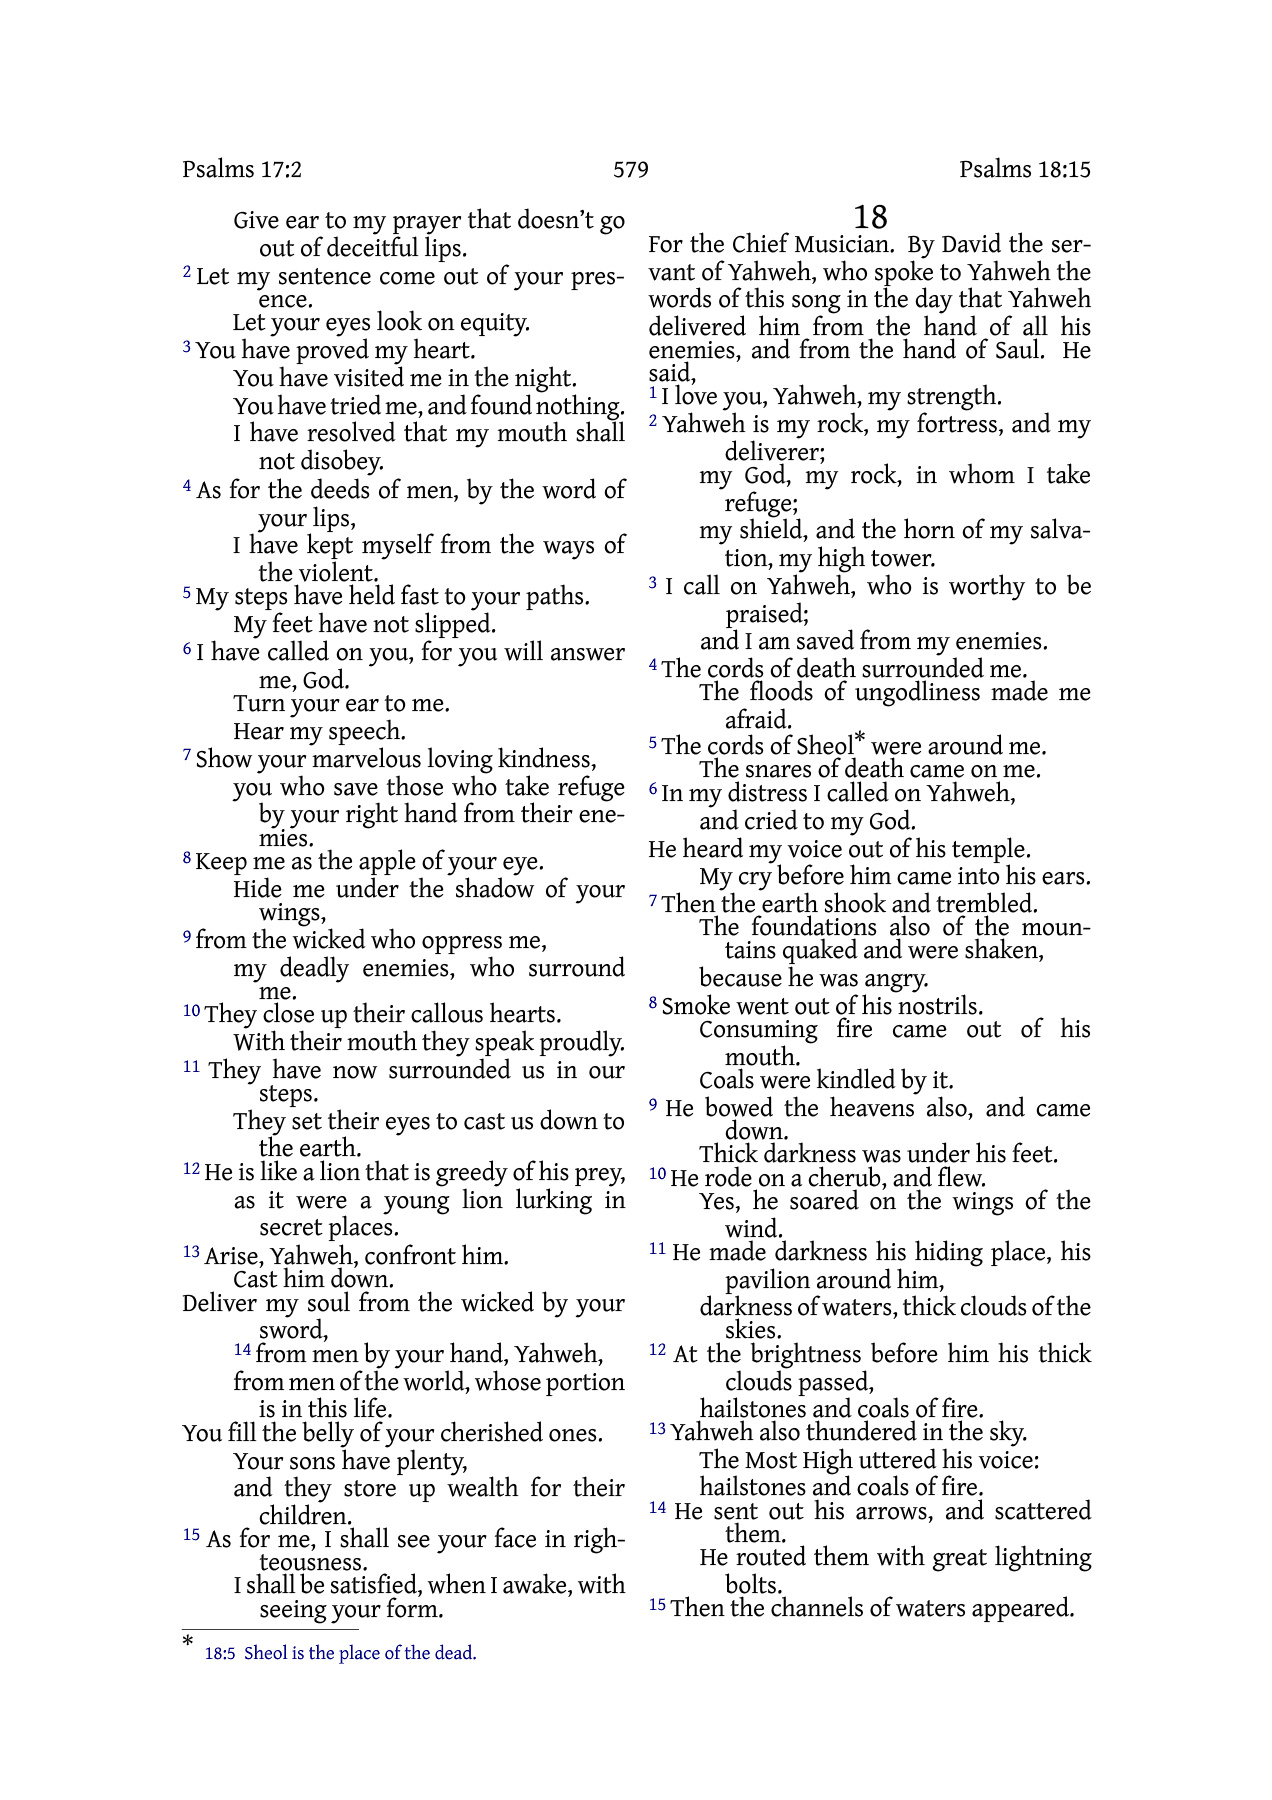 Psalms 17:2
579
Psalms 18:15
Give ear to my prayer that doesn't go
out of deceitful lips.
2 Let my sentence come out of your pres-
ence.
Let your eyes look on equity.
3 You have proved my heart.
You have visited me in the night.
You have tried me, and found nothing.
I have resolved that my mouth shall
not disobey.
4 As for the deeds of men, by the word of
your lips,
I have kept myself from the ways of
the violent.
5 My steps have held fast to your paths.
My feet have not slipped.
6 I have called on you, for you will answer
me, God.
Turn your ear to me.
Hear my speech.
7 Show your marvelous loving kindness,
you who save those who take refuge
by your right hand from their ene-
mies.
8 Keep me as the apple of your eye.
Hide me under the shadow of your
wings,
9 from the wicked who oppress me,
my deadly enemies, who surround
me.
10 They close up their callous hearts.
With their mouth they speak proudly.
11 They have now surrounded us in our
steps.
They set their eyes to cast us down to
the earth.
12 He is like a lion that is greedy of his prey,
as it were a young lion lurking in
secret places.
13 Arise, Yahweh, confront him.
Cast him down.
Deliver my soul from the wicked by your
sword,
14 from men by your hand, Yahweh,
from men of the world, whose portion
is in this life.
You fill the belly of your cherished ones.
Your sons have plenty,
and they store up wealth for their
children.
15 As for me, I shall see your face in righ-
teousness.
I shall be satisfied, when I awake, with
seeing your form.
18
For the Chief Musician. By David the ser-
vant of Yahweh, who spoke to Yahweh the
words of this song in the day that Yahweh
delivered him from the hand of all his
enemies, and from the hand of Saul. He
said,
1 I love you, Yahweh, my strength.
2 Yahweh is my rock, my fortress, and my
deliverer;
my God, my rock, in whom I take
refuge;
my shield, and the horn of my salva-
tion, my high tower.
3 I call on Yahweh, who is worthy to be
praised;
and I am saved from my enemies.
4 The cords of death surrounded me.
The floods of ungodliness made me
afraid.
5 The cords of Sheol* were around me.
The snares of death came on me.
6 In my distress I called on Yahweh,
and cried to my God.
He heard my voice out of his temple.
My cry before him came into his ears.
7 Then the earth shook and trembled.
The foundations also of the moun-
tains quaked and were shaken,
because he was angry.
8 Smoke went out of his nostrils.
Consuming fire came out of his
mouth.
Coals were kindled by it.
9 He bowed the heavens also, and came
down.
Thick darkness was under his feet.
10 He rode on a cherub, and flew.
Yes, he soared on the wings of the
wind.
11 He made darkness his hiding place, his
pavilion around him,
darkness of waters, thick clouds of the
skies.
12 At the brightness before him his thick
clouds passed,
hailstones and coals of fire.
13 Yahweh also thundered in the sky.
The Most High uttered his voice:
hailstones and coals of fire.
14 He sent out his arrows, and scattered
them.
He routed them with great lightning
bolts.
15 Then the channels of waters appeared.
* 18:5 Sheol is the place of the dead.